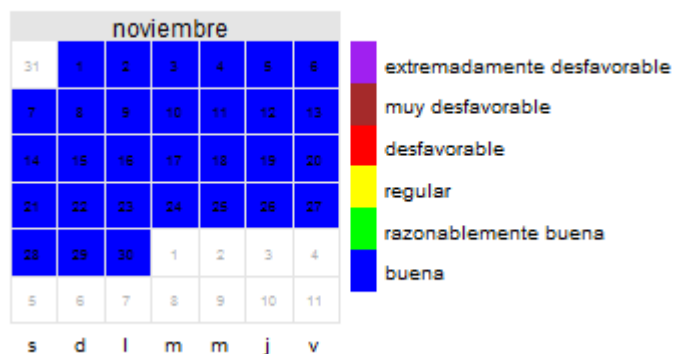 noviembre
31 1 2 3 4 5 6
7 8 9 10 11 12 13
14 15 16 17 18 19 20
21 22 23 24 25 26 27
28 29 30 1 2 3 4
5 6 7 8 9 10 11
s d l m m j v
extremadamente desfavorable
muy desfavorable
desfavorable
regular
razonablemente buena
buena